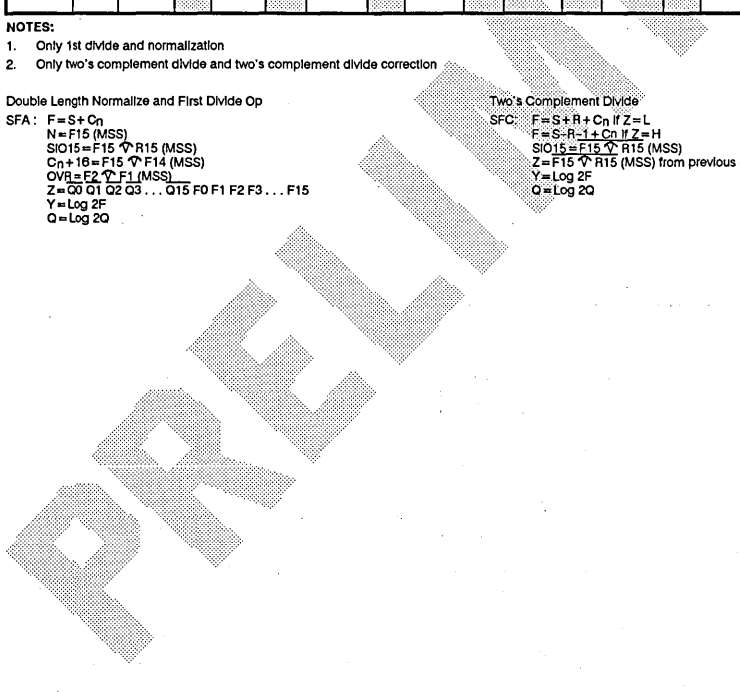 NOTES:
1. Only 1st divide and normalization
2. Only two's complement divide and two's complement divide correction
Double Length Normalize and First Divide Op
SFA: F=S+Cn
N=F15 (MSS)
SIO15=F15 ∀ R15 (MSS)
Cn+16=F15 ∀ F14 (MSS)
OVR=F2 ∀ F1 (MSS)
Z=Q0 Q1 Q2 Q3 . . . Q15 F0 F1 F2 F3 . . . F15
Y=Log 2F
Q=Log 2Q
Two's Complement Divide
SFC: F=S+R+Cn if Z=L
F=S-R-1+Cn if Z=H
SIO15=F15 ∀ R15 (MSS)
Z=F15 ∀ R15 (MSS) from previous
Y=Log 2F
Q=Log 2Q